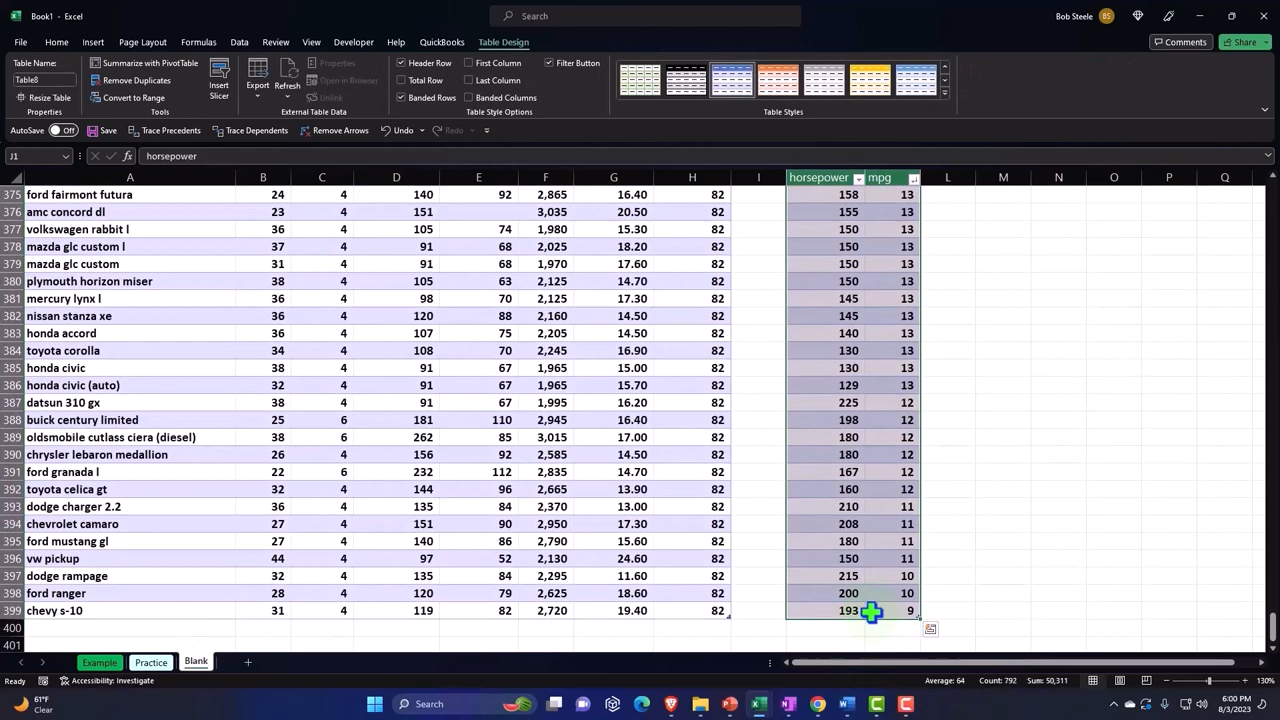 Book1 - Excel
Search
Bob Steele BS
File Home Insert Page Layout Formulas Data Review View Developer Help QuickBooks Table Design
Comments Share
Table Name:
Table8
Resize Table
Properties
Summarize with PivotTable
Remove Duplicates
Convert to Range
Tools
Insert Slicer
Export Refresh
Properties
Open in Browser
Unlink
External Table Data
Header Row First Column Filter Button
Total Row Last Column
Banded Rows Banded Columns
Table Style Options
Table Styles
AutoSave Off Save Trace Precedents Trace Dependents Remove Arrows Undo Redo
J1 fx horsepower
A B C D E F G H I horsepower mpg L M N O P Q
375 ford fairmont futura 24 4 140 92 2,865 16.40 82 158 13
376 amc concord dl 23 4 151 3,035 20.50 82 155 13
377 volkswagen rabbit l 36 4 105 74 1,980 15.30 82 150 13
378 mazda glc custom l 37 4 91 68 2,025 18.20 82 150 13
379 mazda glc custom 31 4 91 68 1,970 17.60 82 150 13
380 plymouth horizon miser 38 4 105 63 2,125 14.70 82 150 13
381 mercury lynx l 36 4 98 70 2,125 17.30 82 145 13
382 nissan stanza xe 36 4 120 88 2,160 14.50 82 145 13
383 honda accord 36 4 107 75 2,205 14.50 82 140 13
384 toyota corolla 34 4 108 70 2,245 16.90 82 130 13
385 honda civic 38 4 91 67 1,965 15.00 82 130 13
386 honda civic (auto) 32 4 91 67 1,965 15.70 82 129 13
387 datsun 310 gx 38 4 91 67 1,995 16.20 82 225 12
388 buick century limited 25 6 181 110 2,945 16.40 82 198 12
389 oldsmobile cutlass ciera (diesel) 38 6 262 85 3,015 17.00 82 180 12
390 chrysler lebaron medallion 26 4 156 92 2,585 14.50 82 180 12
391 ford granada l 22 6 232 112 2,835 14.70 82 167 12
392 toyota celica gt 32 4 144 96 2,665 13.90 82 160 12
393 dodge charger 2.2 36 4 135 84 2,370 13.00 82 210 11
394 chevrolet camaro 27 4 151 90 2,950 17.30 82 208 11
395 ford mustang gl 27 4 140 86 2,790 15.60 82 180 11
396 vw pickup 44 4 97 52 2,130 24.60 82 150 11
397 dodge rampage 32 4 135 84 2,295 11.60 82 215 10
398 ford ranger 28 4 120 79 2,625 18.60 82 200 10
399 chevy s-10 31 4 119 82 2,720 19.40 82 193 9
400
401
Example Practice Blank
Ready Accessibility: Investigate Average: 64 Count: 792 Sum: 50,311 130%
61°F
Clear
Search
6:00 PM
8/3/2023